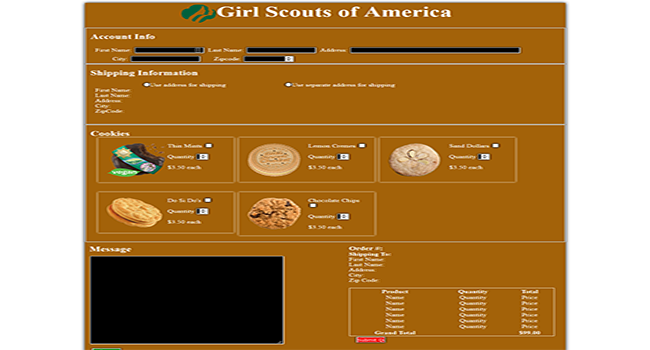 Girl Scouts of America
Account Info
First Name: Last Name: Address:
City: Zipcode:
Shipping Information
Use address for shipping Use separate address for shipping
First Name:
Last Name:
Address:
City:
ZipCode:
Cookies
Thin Mints
Quantity
$3.50 each
vegan
Lemon Cremes
Quantity
$3.50 each
Sand Dollars
Quantity
$3.50 each
Do Si Do's
Quantity
$3.50 each
Chocolate Chips
Quantity
$3.50 each
Message
Order #:
Shipping To:
First Name:
Last Name:
Address:
City:
Zip Code:
Product Quantity Total
Name Quantity Price
Name Quantity Price
Name Quantity Price
Name Quantity Price
Name Quantity Price
Grand Total $99.00